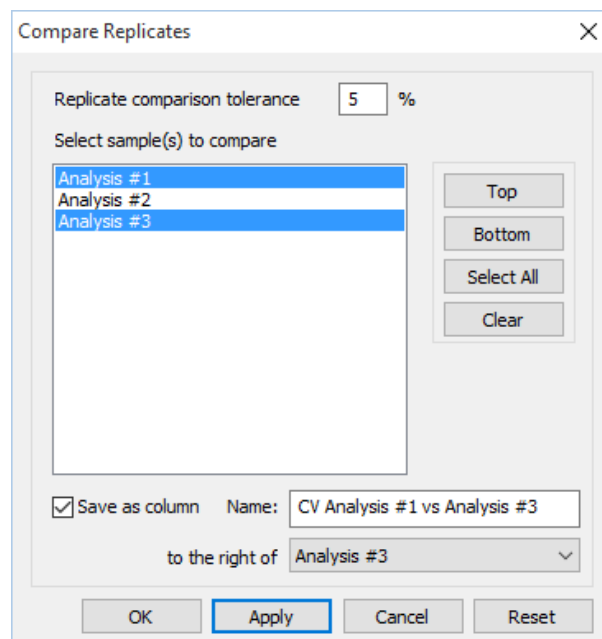 Compare Replicates
Replicate comparison tolerance 5 %
Select sample(s) to compare
Analysis #1
Analysis #2
Analysis #3
Top
Bottom
Select All
Clear
Save as column Name: CV Analysis #1 vs Analysis #3
to the right of Analysis #3
OK Apply Cancel Reset